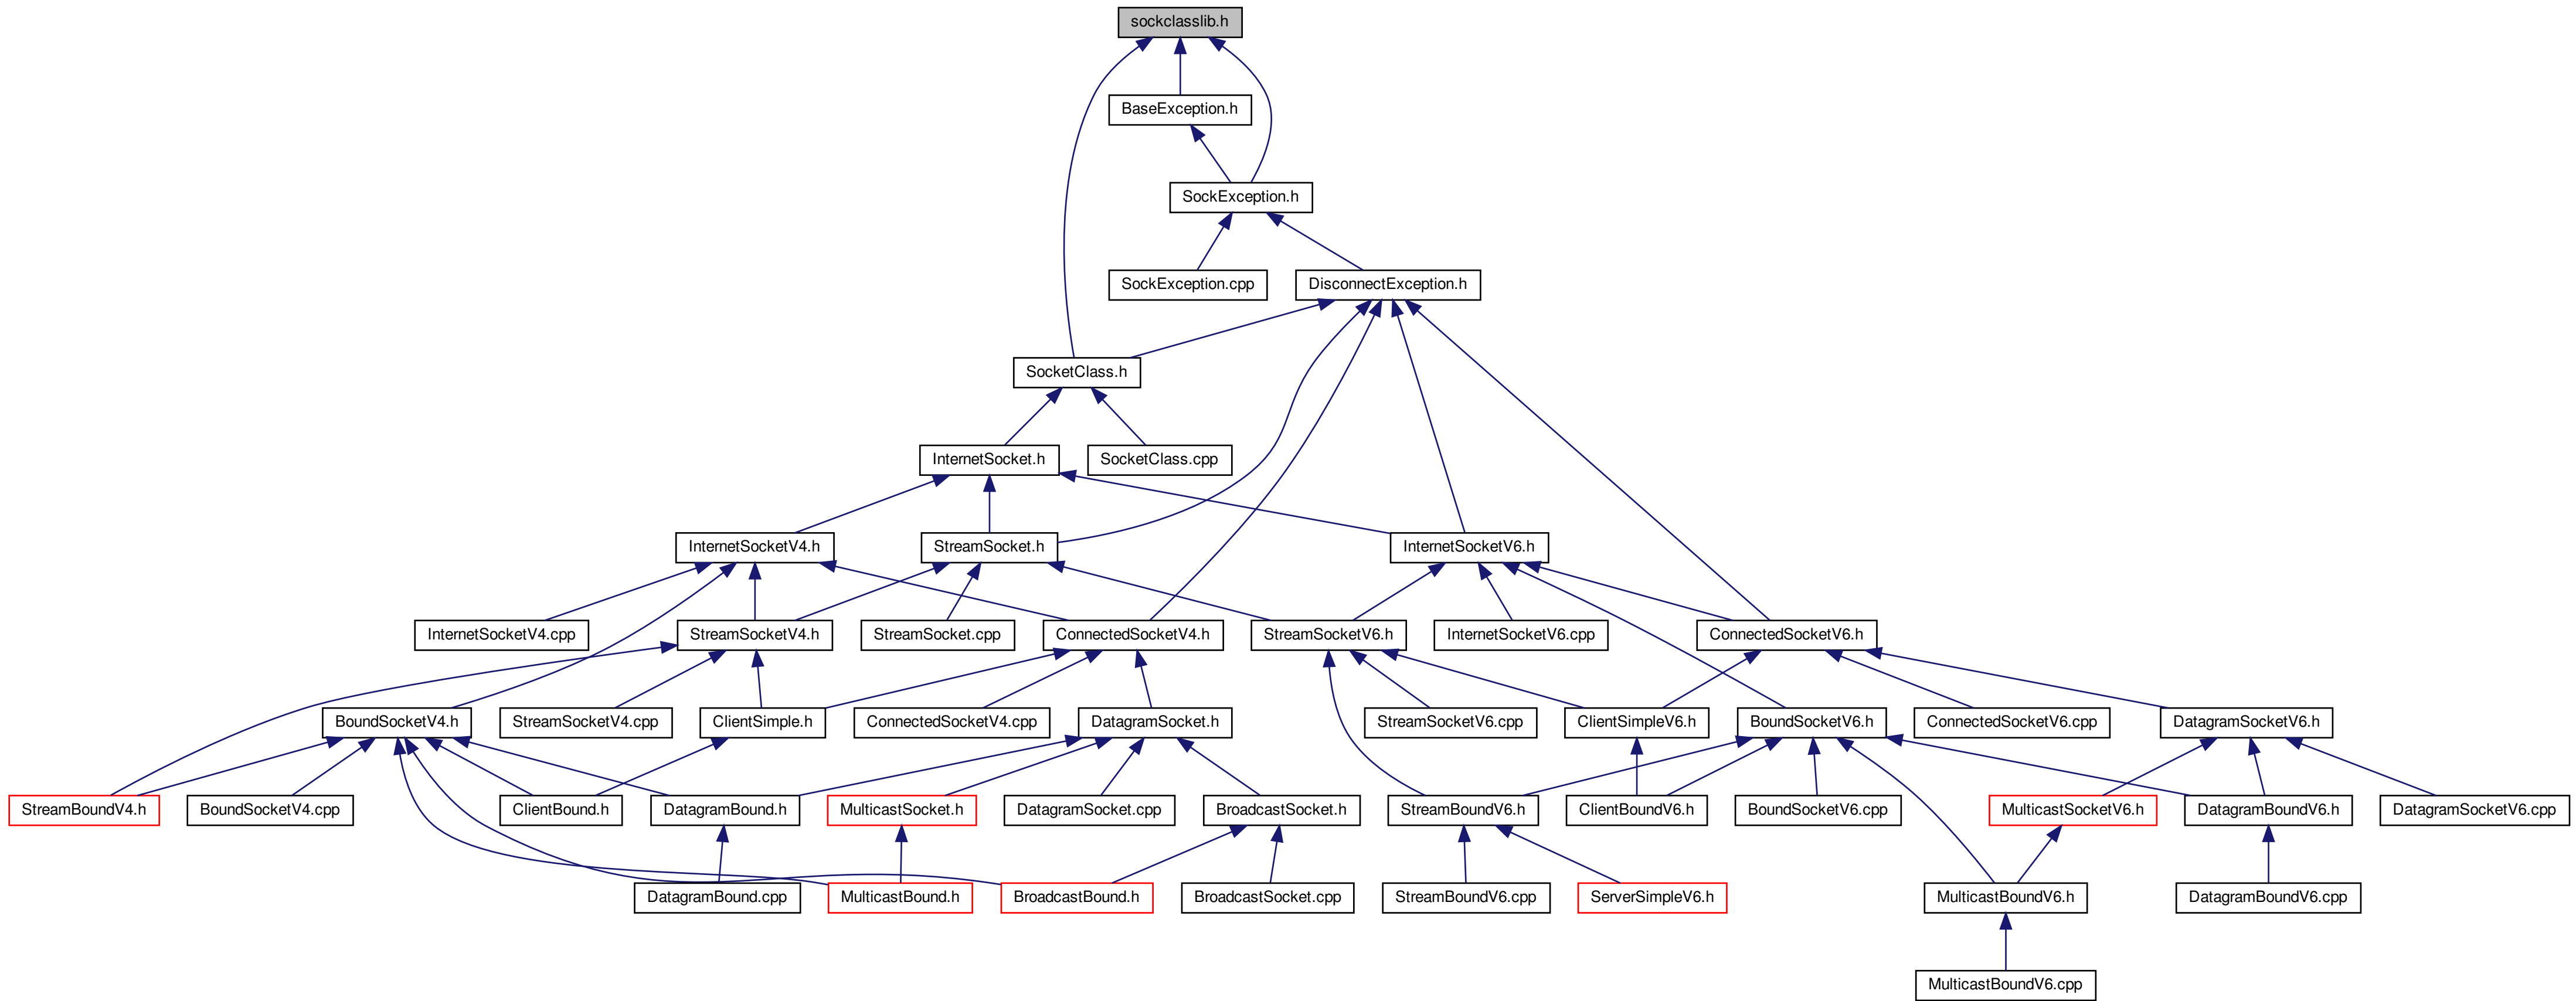 sockclasslib.h
BaseException.h
SockException.h
SockException.cpp
DisconnectException.h
SocketClass.h
InternetSocket.h
SocketClass.cpp
InternetSocketV4.h
StreamSocket.h
InternetSocketV6.h
InternetSocketV4.cpp
StreamSocketV4.h
StreamSocket.cpp
ConnectedSocketV4.h
StreamSocketV6.h
InternetSocketV6.cpp
ConnectedSocketV6.h
BoundSocketV4.h
StreamSocketV4.cpp
ClientSimple.h
ConnectedSocketV4.cpp
DatagramSocket.h
StreamSocketV6.cpp
ClientSimpleV6.h
BoundSocketV6.h
ConnectedSocketV6.cpp
DatagramSocketV6.h
StreamBoundV4.h
BoundSocketV4.cpp
ClientBound.h
DatagramBound.h
MulticastSocket.h
DatagramSocket.cpp
BroadcastSocket.h
StreamBoundV6.h
ClientBoundV6.h
BoundSocketV6.cpp
MulticastSocketV6.h
DatagramBoundV6.h
DatagramSocketV6.cpp
DatagramBound.cpp
MulticastBound.h
BroadcastBound.h
BroadcastSocket.cpp
StreamBoundV6.cpp
ServerSimpleV6.h
MulticastBoundV6.h
DatagramBoundV6.cpp
MulticastBoundV6.cpp